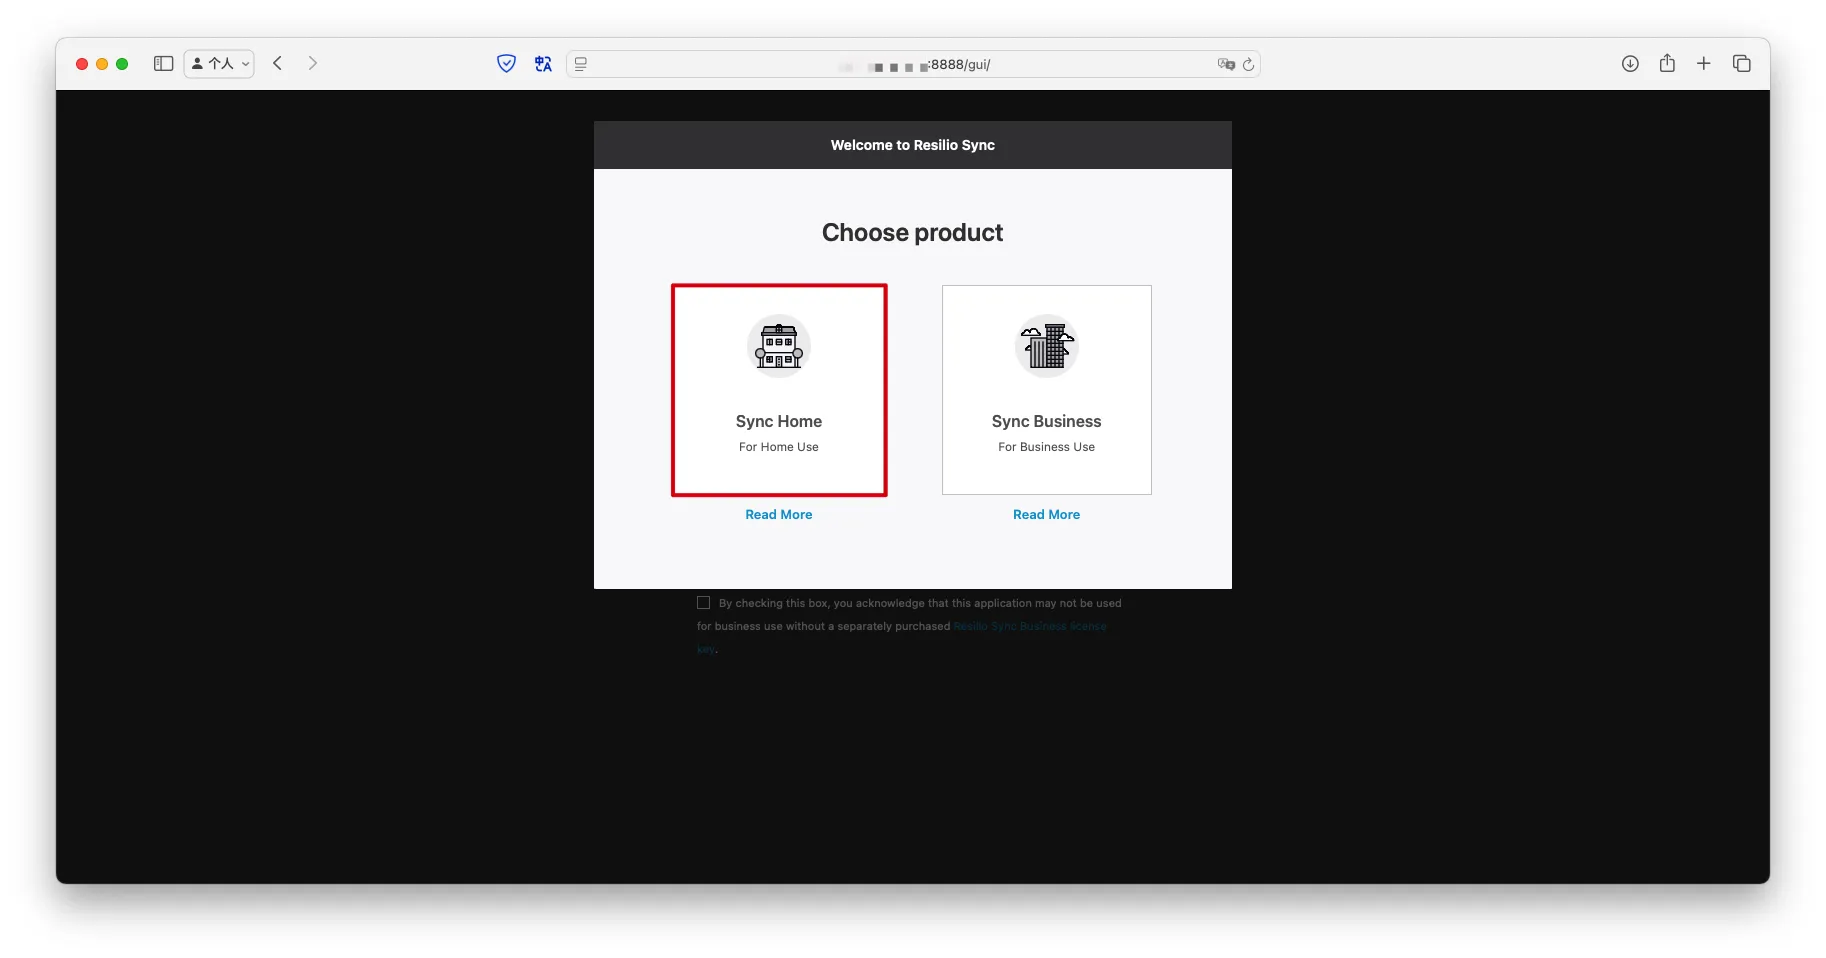 个人
:8888/gui/
Welcome to Resilio Sync
Choose product
Sync Home
For Home Use
Read More
Sync Business
For Business Use
Read More
By checking this box, you acknowledge that this application may not be used
for business use without a separately purchased Resilio Sync Business license
key.